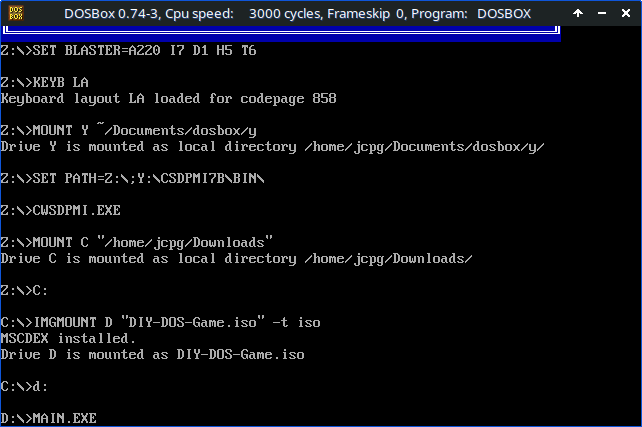 DOSBox 0.74-3, Cpu speed: 3000 cycles, Frameskip 0, Program: DOSBOX
Z:\>SET BLASTER=A220 I7 D1 H5 T6
Z:\>KEYB LA
Keyboard layout LA loaded for codepage 858
Z:\>MOUNT Y ~/Documents/dosbox/y
Drive Y is mounted as local directory /home/jcpg/Documents/dosbox/y/
Z:\>SET PATH=Z:\;Y:\CSDPMI7B\BIN\
Z:\>CWSDPMI.EXE
Z:\>MOUNT C "/home/jcpg/Downloads"
Drive C is mounted as local directory /home/jcpg/Downloads/
Z:\>C:
C:\>IMGMOUNT D "DIY-DOS-Game.iso" -t iso
MSCDEX installed.
Drive D is mounted as DIY-DOS-Game.iso
C:\>d:
D:\>MAIN.EXE